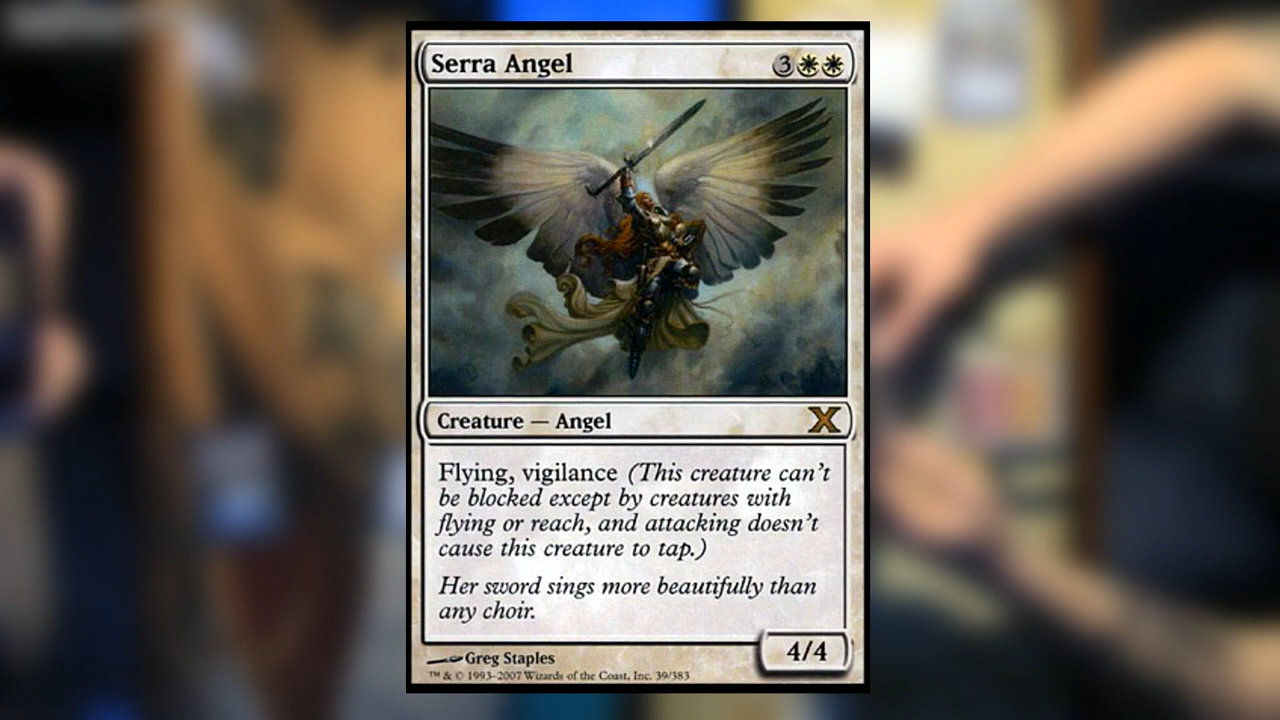 Serra Angel 3
Creature — Angel X
Flying, vigilance (This creature can't
be blocked except by creatures with
flying or reach, and attacking doesn't
cause this creature to tap.)
Her sword sings more beautifully than
any choir.
4/4
Greg Staples
™ & © 1993–2007 Wizards of the Coast, Inc. 39/383